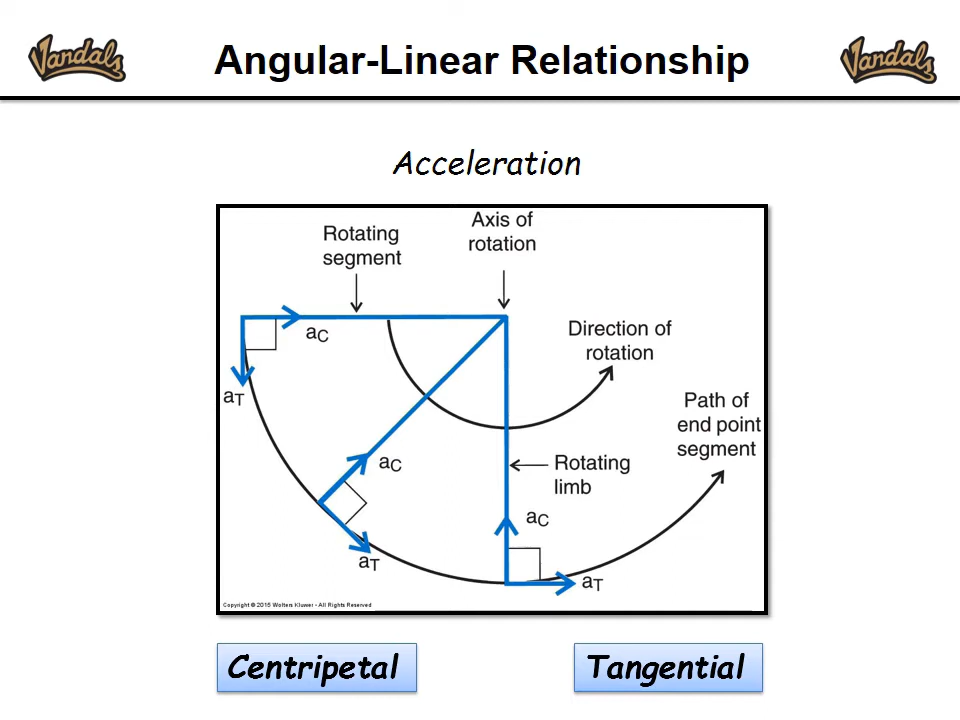 Vandals
Angular-Linear Relationship
Vandals
Acceleration
Rotating
segment
Axis of
rotation
aC
aT
Direction of
rotation
Path of
end point
segment
aC
aT
Rotating
limb
aC
aT
Copyright © 2015 Wolters Kluwer - All Rights Reserved
Centripetal
Tangential